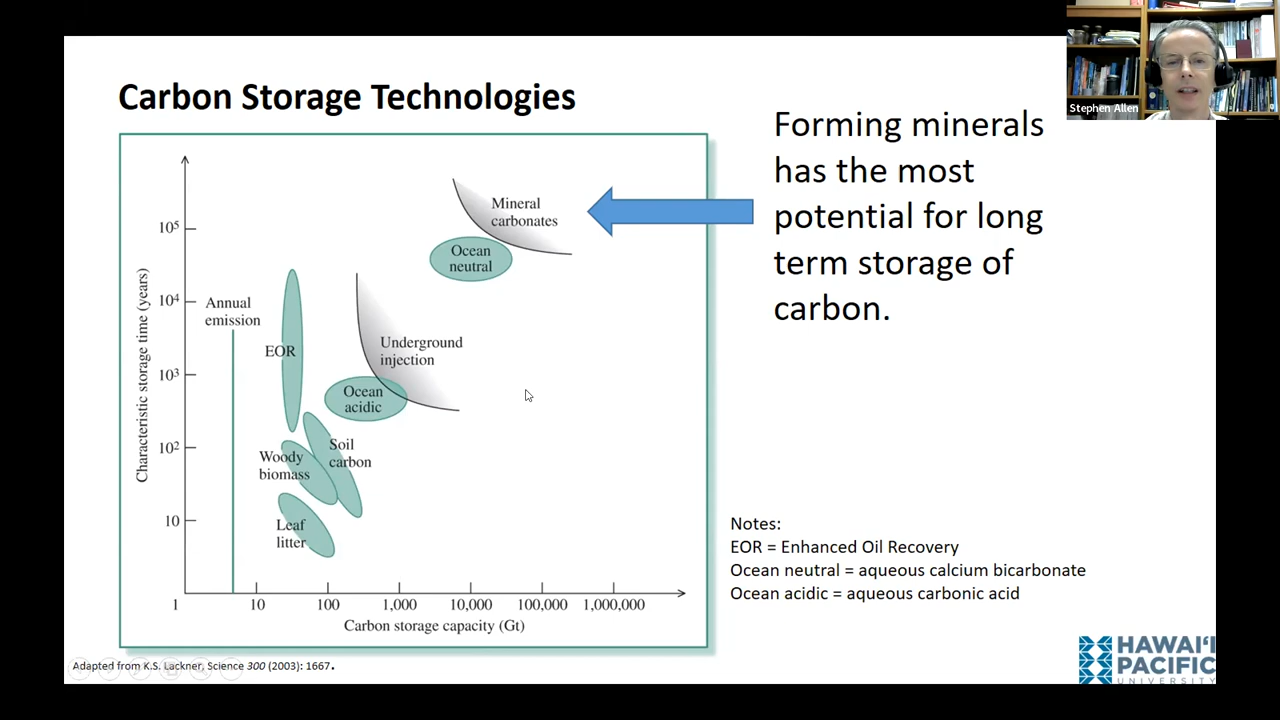 Stephen Allen
Carbon Storage Technologies
Forming minerals
has the most
potential for long
term storage of
carbon.
Characteristic storage time (years)
10⁵
10⁴
10³
10²
10
1
10
100
1,000
10,000
100,000
1,000,000
Carbon storage capacity (Gt)
Mineral
carbonates
Ocean
neutral
Annual
emission
EOR
Underground
injection
Ocean
acidic
Soil
carbon
Woody
biomass
Leaf
litter
Notes:
EOR = Enhanced Oil Recovery
Ocean neutral = aqueous calcium bicarbonate
Ocean acidic = aqueous carbonic acid
Adapted from K.S. Lackner, Science 300 (2003): 1667.
HAWAI‘I
PACIFIC
UNIVERSITY